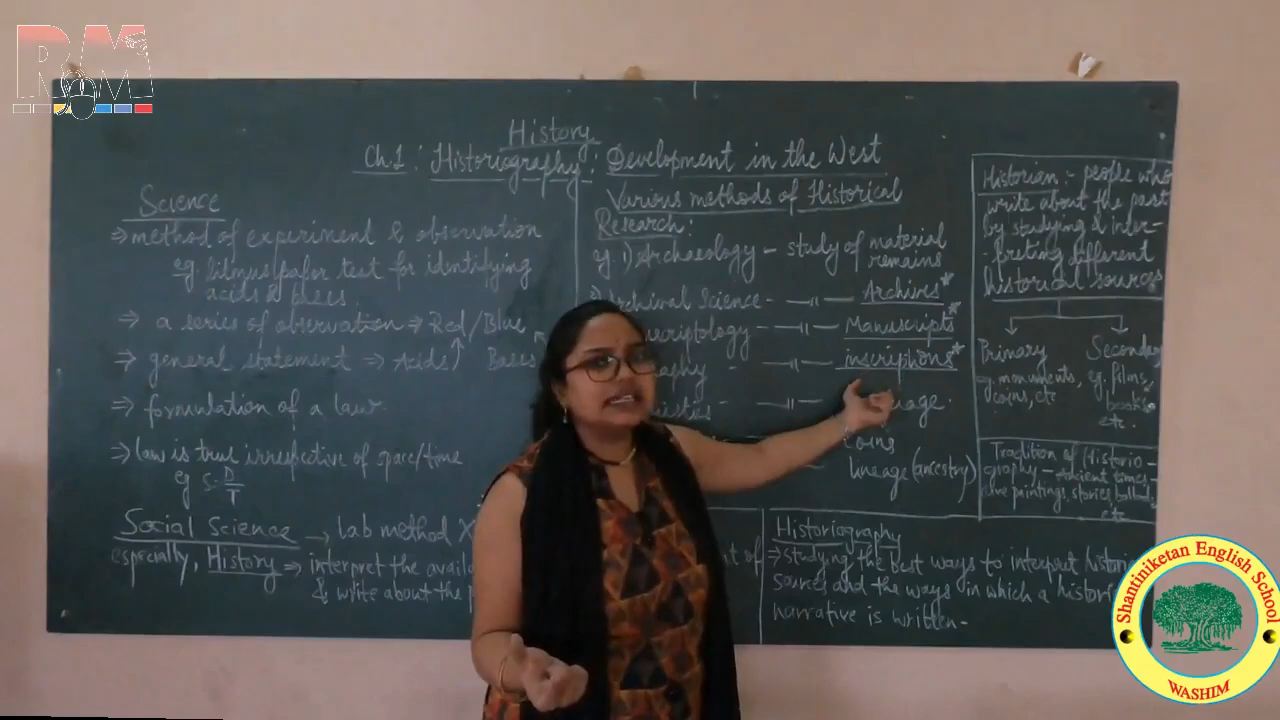 RMM
History
Ch.1: Historiography: Development in the West
Science
⇒ method of experiment & observation
eg litmus paper test for identifying
acids & bases.
⇒ a series of observation ⇒ Red/Blue
⇒ general statement ⇒ Acids Bases
⇒ formulation of a law.
⇒ law is true irrespective of space/time
eg S = D/T
Social Science → lab method X
especially, History ⇒ interpret the
& write about the
of
Various methods of Historical
Research:
eg. 1) Archaeology - study of material
remains
Archival Science - —॥— Archives*
- —॥— Manuscripts*
- —॥— inscriptions*
—॥—
Coins
lineage (ancestry)
Historian:- people who
write about the past
by studying & inter-
-preting different
historical sources
Primary
eg. monuments,
coins, etc
Secondary
eg. films,
books
etc.
Tradition of Historio-
graphy - Ancient times -
paintings, stories, ballads
etc
Historiography
⇒ studying the best ways to interpret
sources and the ways in which a
narrative is written-
Shantiniketan English School
WASHIM